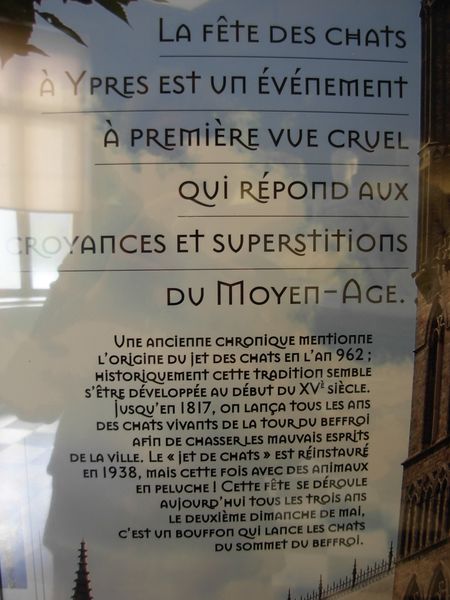 La fête des chats
à Ypres est un événement
à première vue cruel
qui répond aux
croyances et superstitions
du Moyen-Age.
Une ancienne chronique mentionne
l'origine du jet des chats en l'an 962 ;
historiquement cette tradition semble
s'être développée au début du XVè siècle.
Jusqu'en 1817, on lança tous les ans
des chats vivants de la tour du beffroi
afin de chasser les mauvais esprits
de la ville. Le « jet de chats » est réinstauré
en 1938, mais cette fois avec des animaux
en peluche ! Cette fête se déroule
aujourd'hui tous les trois ans
le deuxième dimanche de mai,
c'est un bouffon qui lance les chats
du sommet du beffroi.